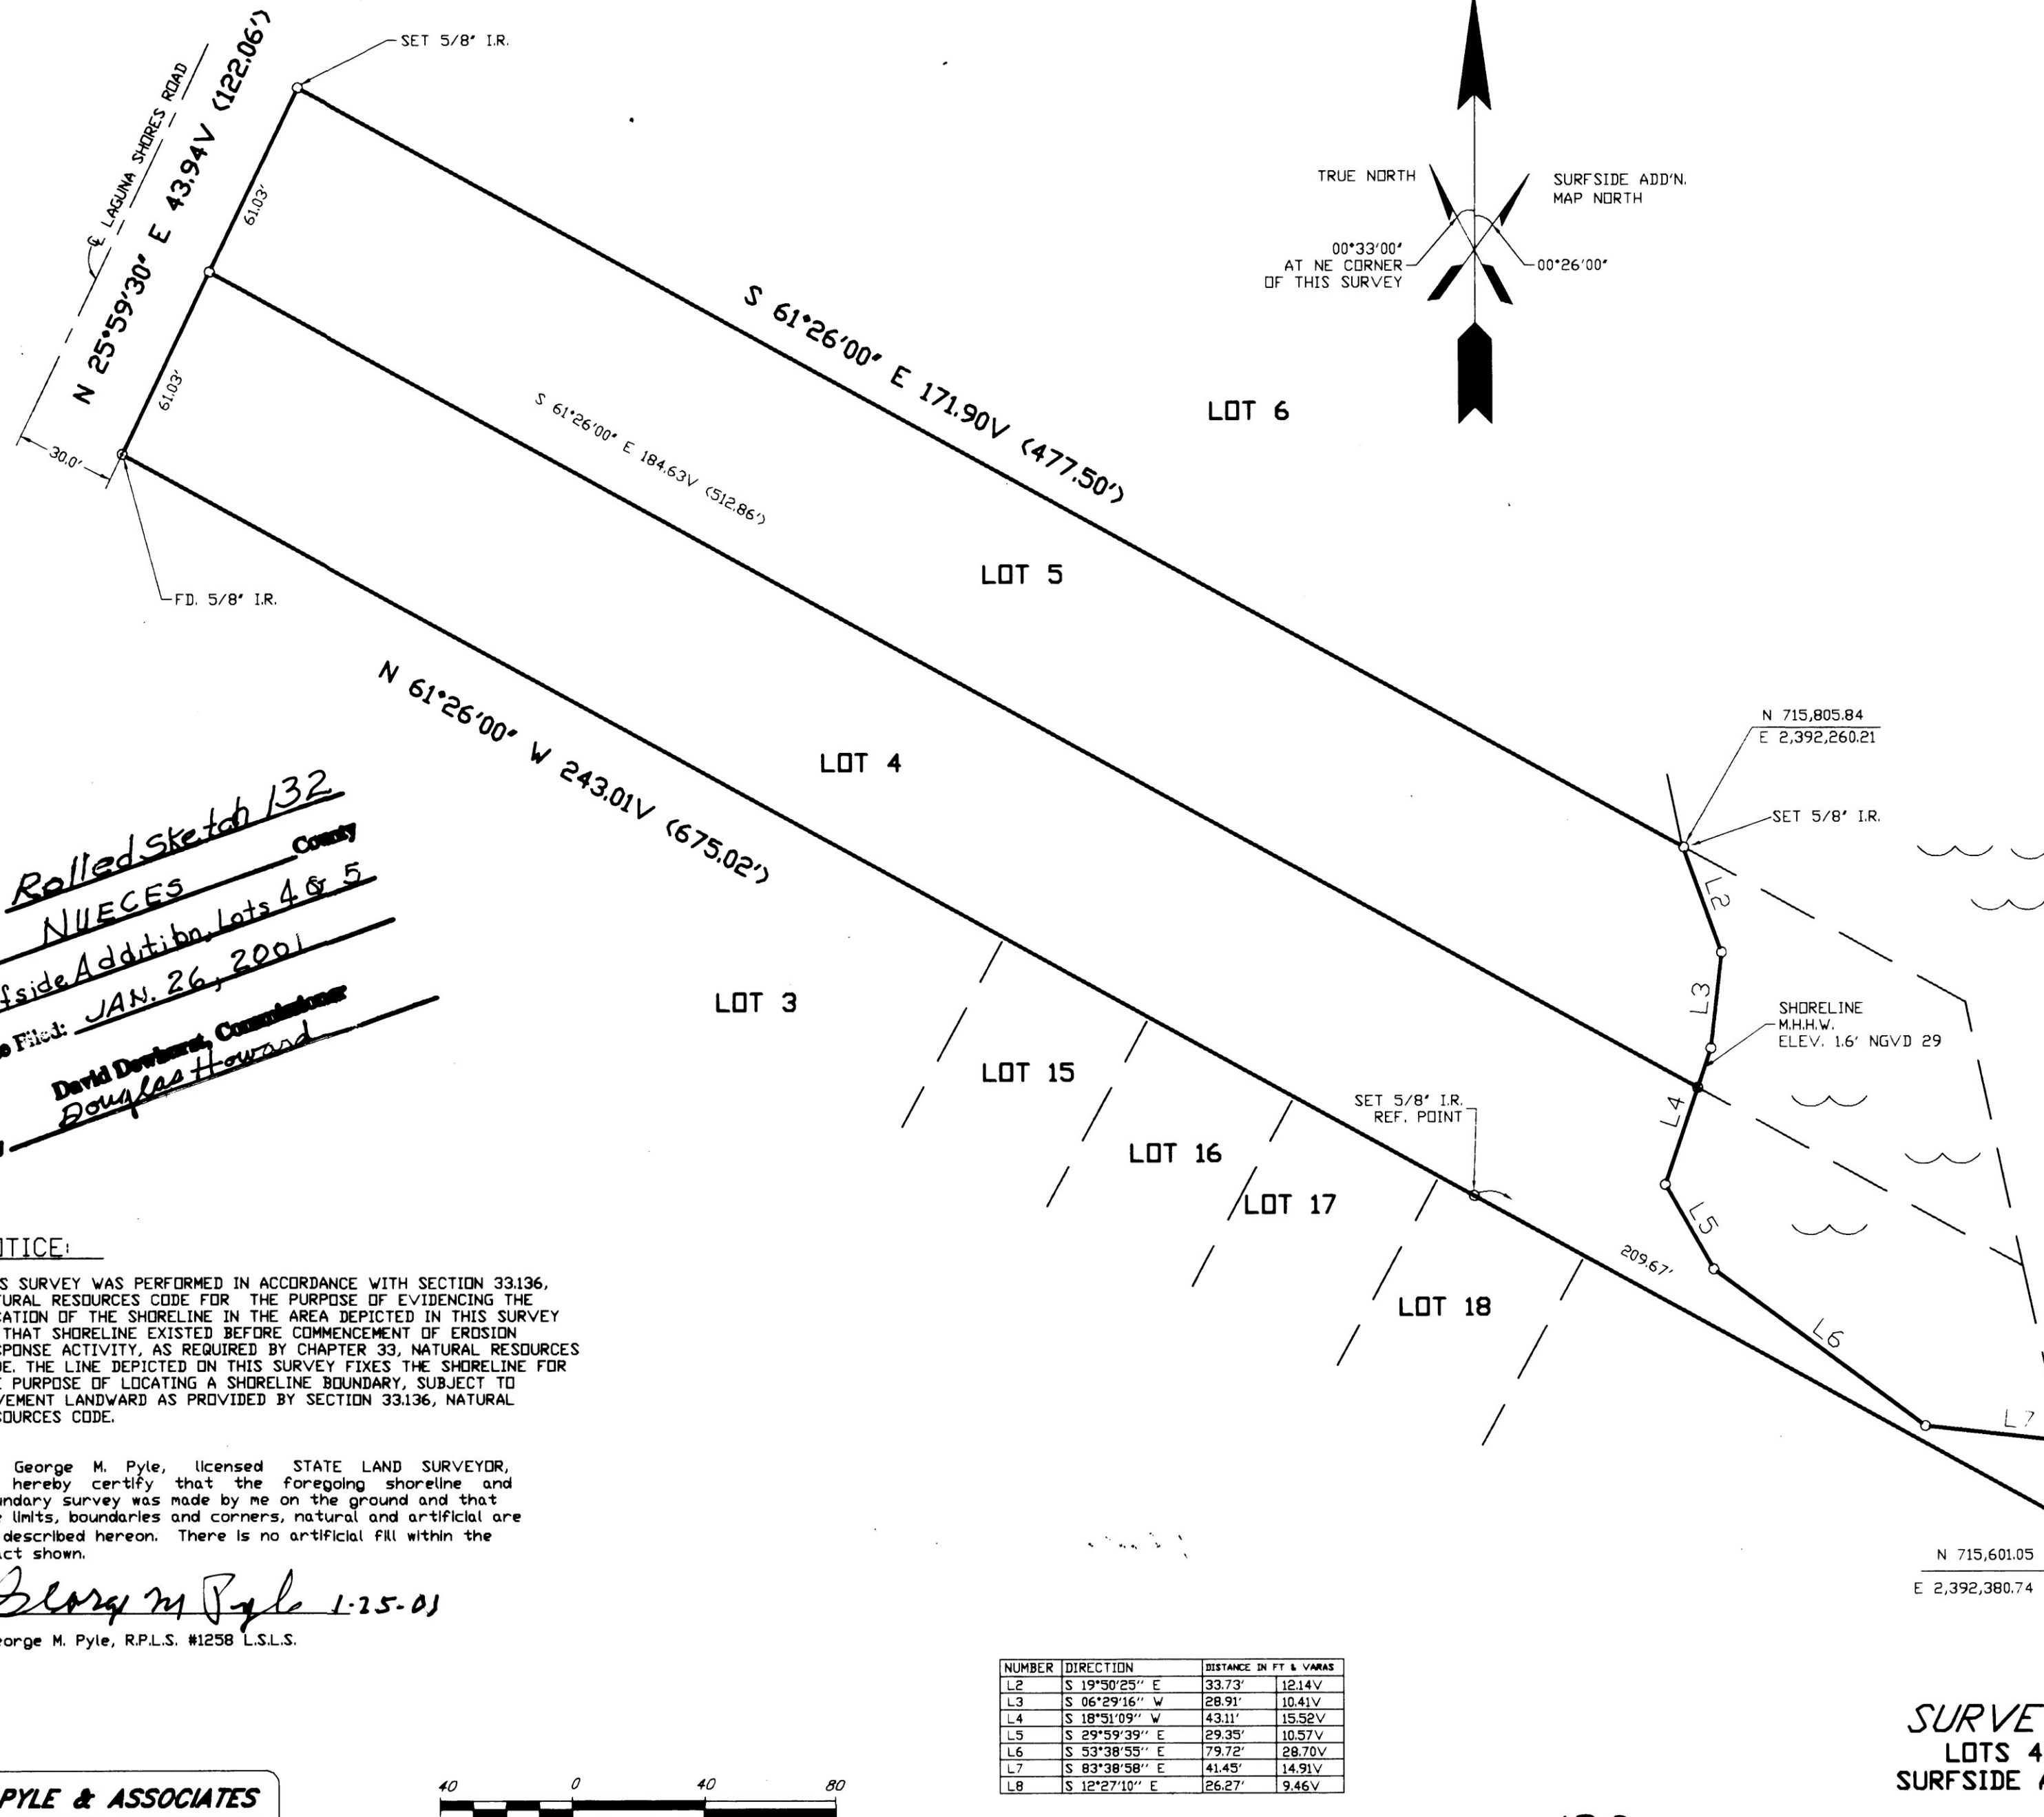 SET 5/8" I.R.
℄ LAGUNA SHORES ROAD
N 25°59'30" E 43.94V (122.06')
61.03'
61.03'
30.0'
FD. 5/8" I.R.
TRUE NORTH
SURFSIDE ADD'N.
MAP NORTH
00°33'00"
AT NE CORNER
OF THIS SURVEY
00°26'00"
S 61°26'00" E 171.90V (477.50')
LOT 6
S 61°26'00" E 184.63V (512.86')
LOT 5
N 61°26'00" W 243.01V (675.02')
LOT 4
N 715,805.84
E 2,392,260.21
SET 5/8" I.R.
L2
L3
SHORELINE
M.H.H.W.
ELEV. 1.6' NGVD 29
L4
L5
L6
L7
LOT 3
LOT 15
LOT 16
LOT 17
LOT 18
SET 5/8" I.R.
REF. POINT
209.67'
Rolled Sketch 132
NUECES County
fside Addition, Lots 4 & 5
Filed: JAN. 26, 2001
David Dewhurst, Commissioner
Douglas Howard
OTICE:
S SURVEY WAS PERFORMED IN ACCORDANCE WITH SECTION 33.136,
URAL RESOURCES CODE FOR THE PURPOSE OF EVIDENCING THE
ATION OF THE SHORELINE IN THE AREA DEPICTED IN THIS SURVEY
THAT SHORELINE EXISTED BEFORE COMMENCEMENT OF EROSION
PONSE ACTIVITY, AS REQUIRED BY CHAPTER 33, NATURAL RESOURCES
E. THE LINE DEPICTED ON THIS SURVEY FIXES THE SHORELINE FOR
PURPOSE OF LOCATING A SHORELINE BOUNDARY, SUBJECT TO
VEMENT LANDWARD AS PROVIDED BY SECTION 33.136, NATURAL
OURCES CODE.
George M. Pyle, licensed STATE LAND SURVEYOR,
hereby certify that the foregoing shoreline and
undary survey was made by me on the ground and that
limits, boundaries and corners, natural and artificial are
described hereon. There is no artificial fill within the
act shown.
George M Pyle 1-25-01
orge M. Pyle, R.P.L.S. #1258 L.S.L.S.
N 715,601.05
E 2,392,380.74
NUMBER DIRECTION DISTANCE IN FT & VARAS
L2 S 19°50'25'' E 33.73' 12.14V
L3 S 06°29'16'' W 28.91' 10.41V
L4 S 18°51'09'' W 43.11' 15.52V
L5 S 29°59'39'' E 29.35' 10.57V
L6 S 53°38'55'' E 79.72' 28.70V
L7 S 83°38'58'' E 41.45' 14.91V
L8 S 12°27'10'' E 26.27' 9.46V
SURVE
LOTS 4
SURFSIDE A
PYLE & ASSOCIATES
40 0 40 80